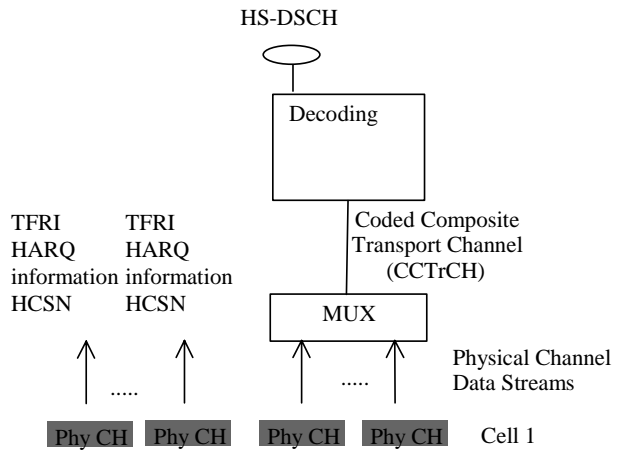 HS-DSCH
Decoding
TFRI
HARQ
information
HCSN
TFRI
HARQ
information
HCSN
Coded Composite
Transport Channel
(CCTrCH)
MUX
Physical Channel
Data Streams
.....
.....
Phy CH
Phy CH
Phy CH
Phy CH
Cell 1